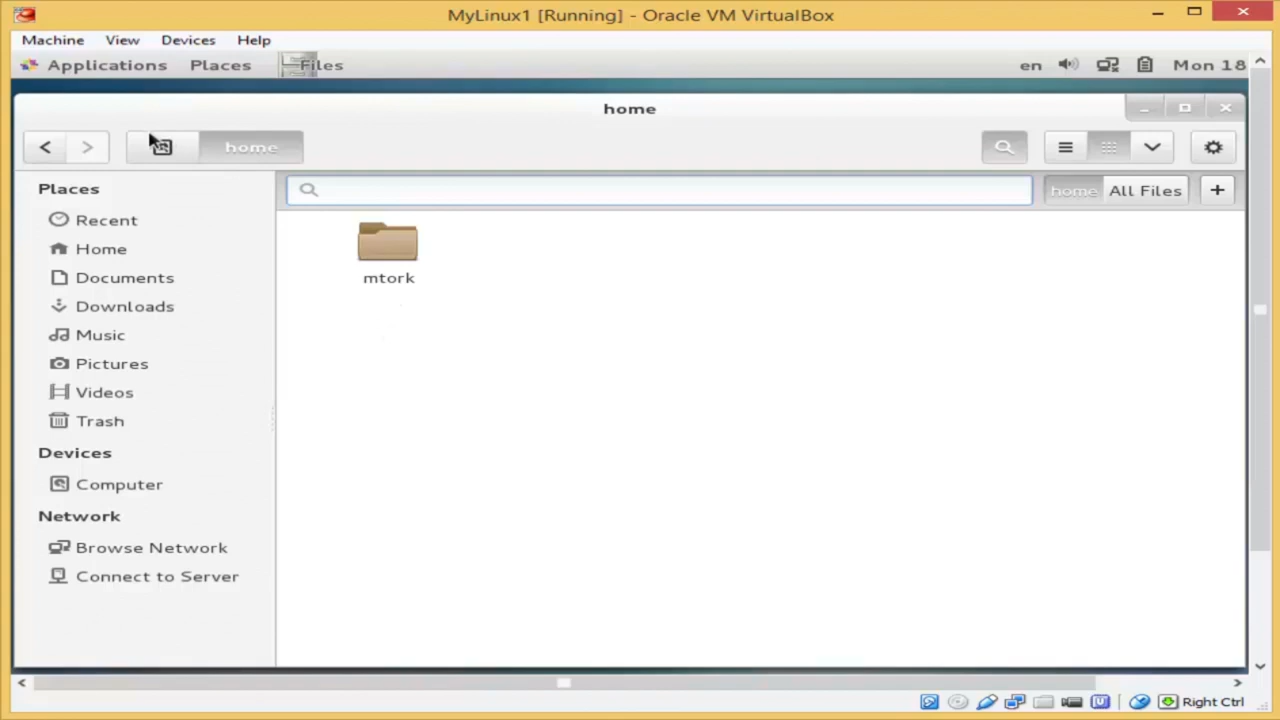 MyLinux1 [Running] - Oracle VM VirtualBox
Machine View Devices Help
Applications Places Files en Mon 18
home
home
home All Files
Places
Recent
Home
Documents
Downloads
Music
Pictures
Videos
Trash
Devices
Computer
Network
Browse Network
Connect to Server
mtork
Right Ctrl